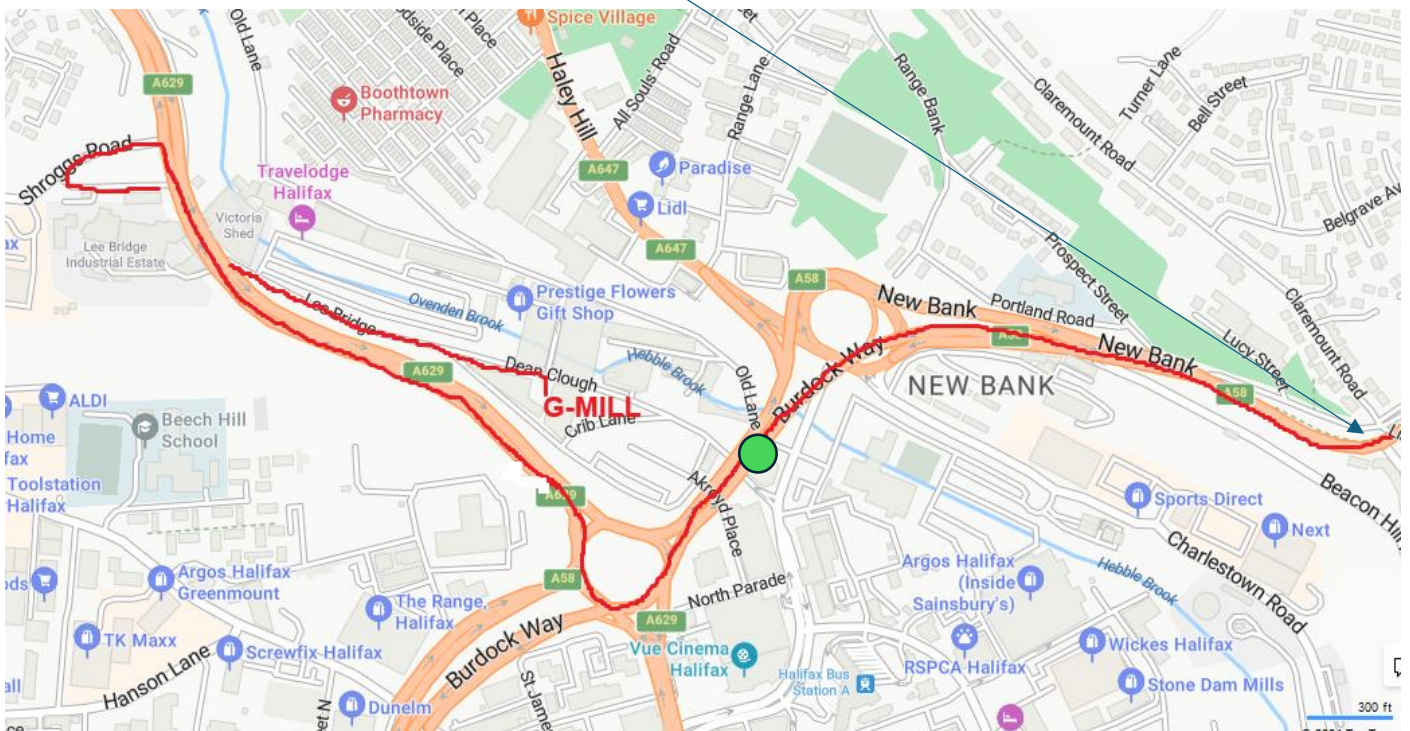 Spice Village
Old Lane
Place
A629
Haley Hill
All Souls' Road
Range Lane
Range Bank
Claremount Road
Turner Lane
Bell Street
Boothtown
Pharmacy
Shroggs Road
Travelodge
Halifax
A647
Paradise
Lidl
Belgrave Av
Victoria
Shed
Lee Bridge
Industrial Estate
A647
Prospect Street
Claremount Road
A58
New Bank
Portland Road
Ovenden Brook
Prestige Flowers
Gift Shop
Lee Bridge
Burdock Way
New Bank
Lucy Street
Hebble Brook
Old Lane
NEW BANK
A58
A629
Dean Clough
G-MILL
Crib Lane
ALDI
Beech Hill
School
Home
fax
Toolstation
Halifax
Akroyd Place
Beacon Hil
Sports Direct
Next
Charlestown Road
Hebble Brook
Argos Halifax
Greenmount
A58
The Range,
Halifax
North Parade
A629
Argos Halifax
(Inside
Sainsbury's)
TK Maxx
Screwfix Halifax
Hanson Lane
Burdock Way
Vue Cinema
Halifax
Halifax Bus
Station A
RSPCA Halifax
Wickes Halifax
Stone Dam Mills
Dunelm
St James
300 ft